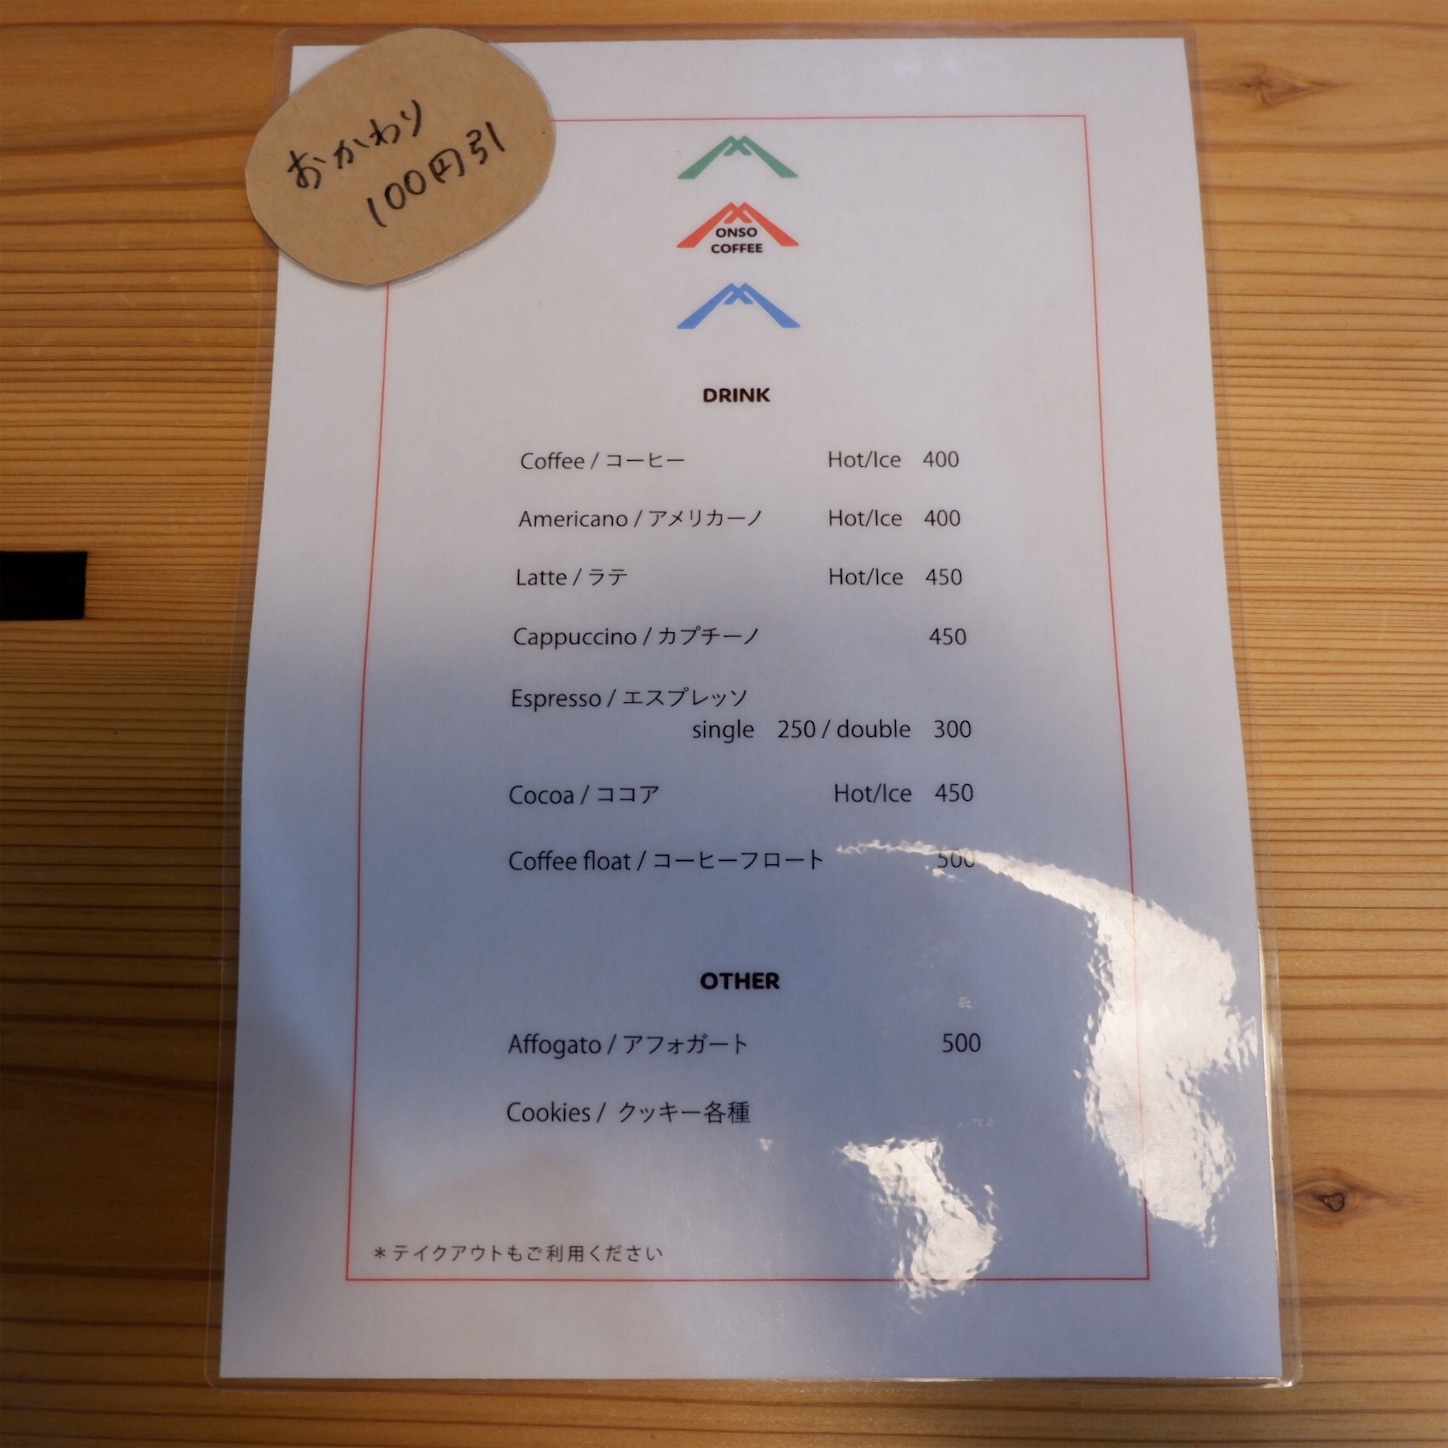 おかわり
100円引
ONSO
COFFEE
DRINK
Coffee / コーヒー Hot/Ice 400
Americano / アメリカーノ Hot/Ice 400
Latte / ラテ Hot/Ice 450
Cappuccino / カプチーノ 450
Espresso / エスプレッソ
single 250 / double 300
Cocoa / ココア Hot/Ice 450
Coffee float / コーヒーフロート 500
OTHER
Affogato / アフォガート 500
Cookies / クッキー各種
＊テイクアウトもご利用ください